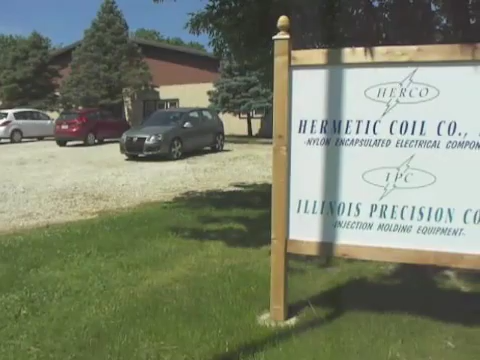 HERCO
HERMETIC COIL CO.,
-NYLON ENCAPSULATED ELECTRICAL
IPC
ILLINOIS PRECISION
INJECTION MOLDING EQUIPMENT-